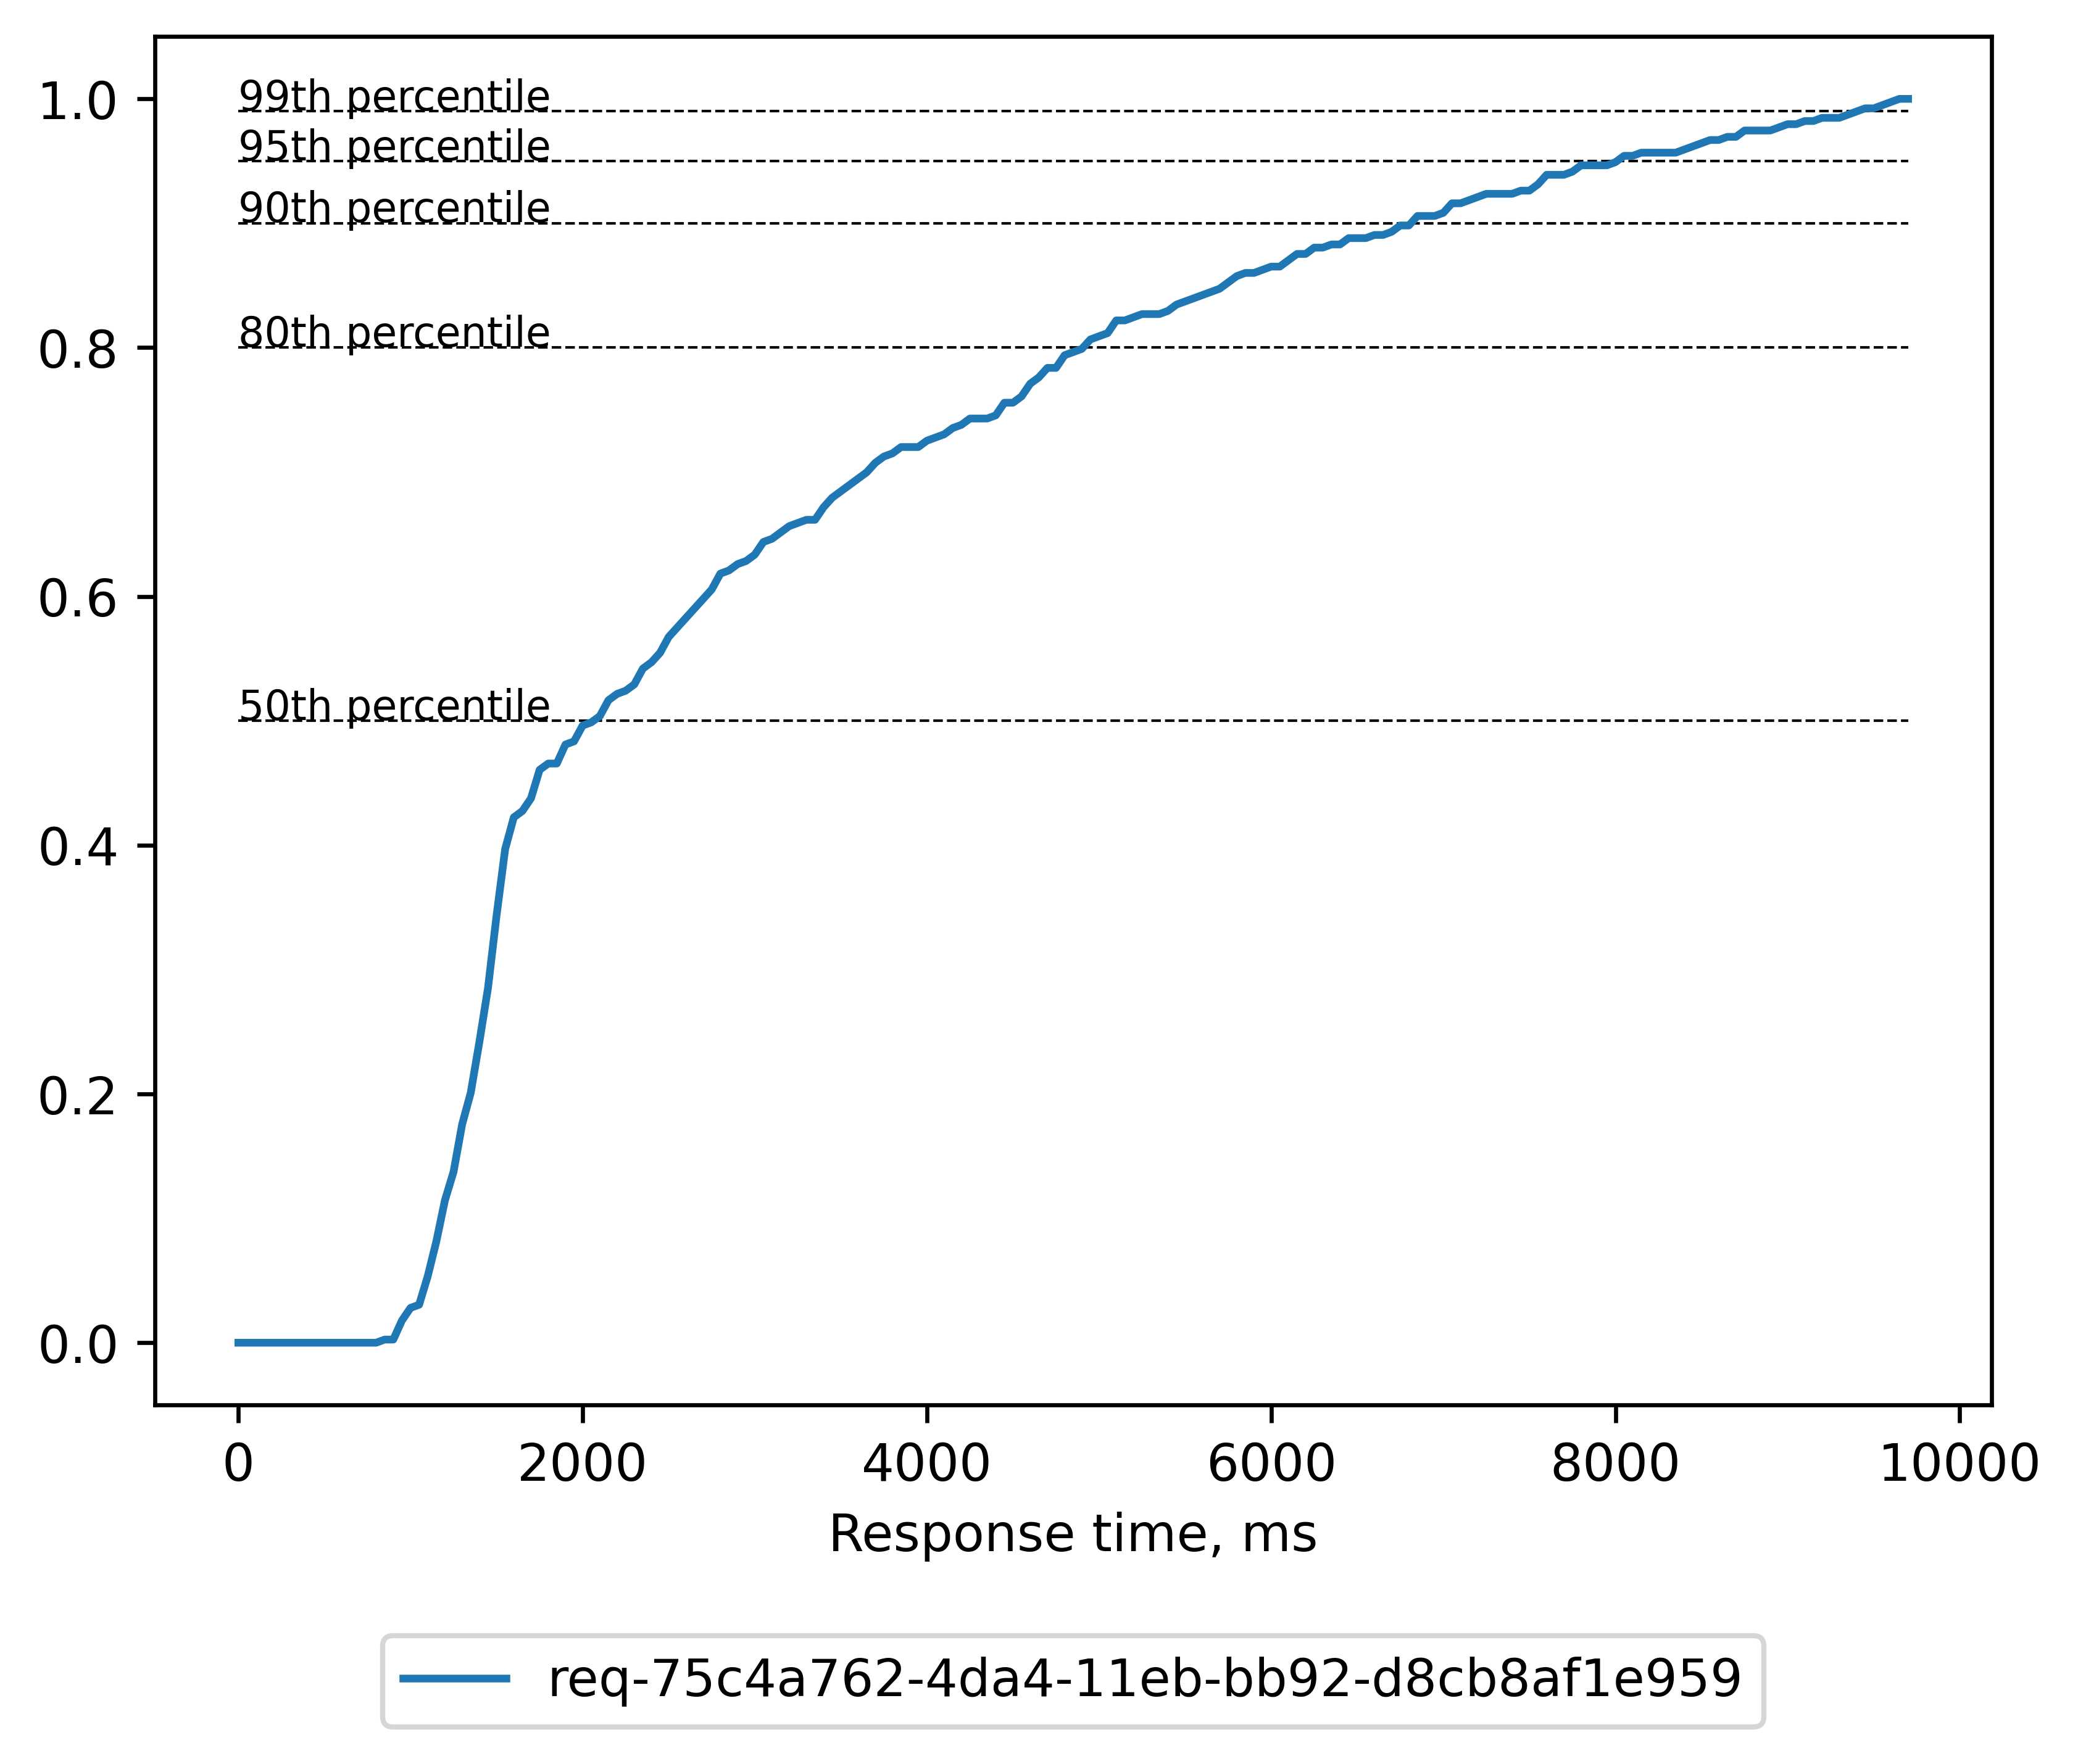 1.0
99th percentile
95th percentile
90th percentile
0.8
80th percentile
0.6
50th percentile
0.4
0.2
0.0
0 2000 4000 6000 8000 10000
Response time, ms
req-75c4a762-4da4-11eb-bb92-d8cb8af1e959